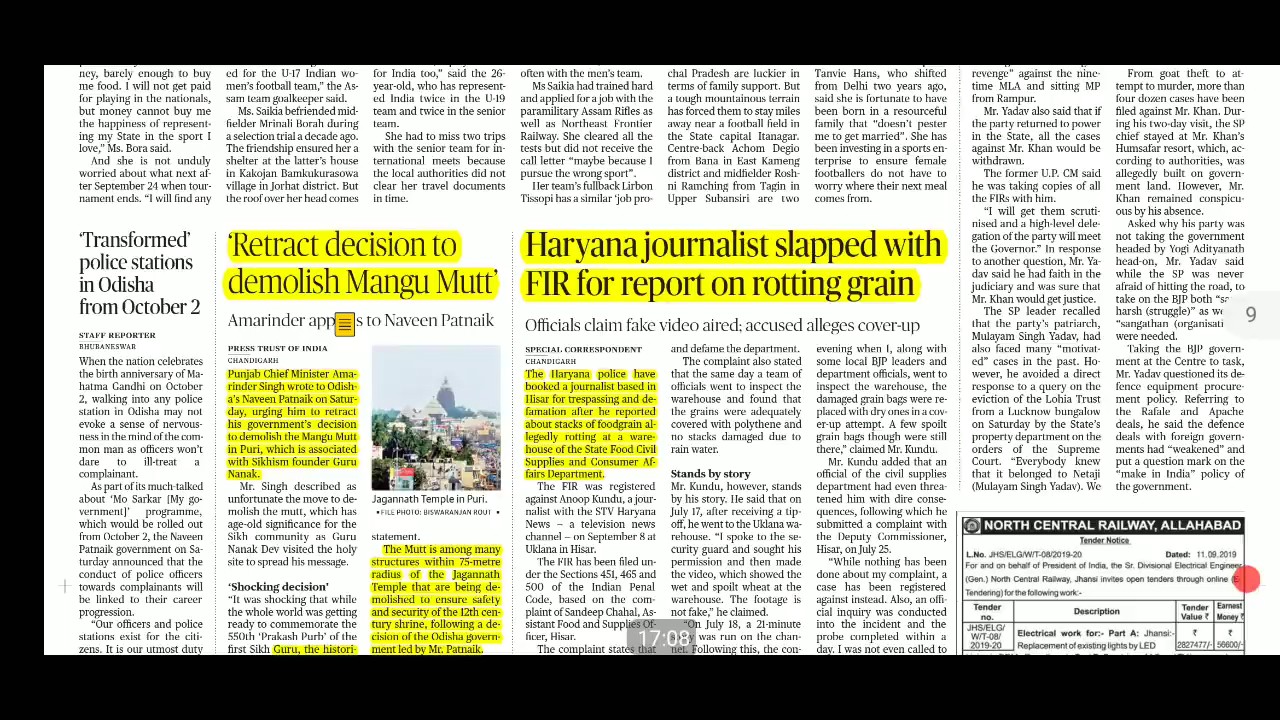 ney, barely enough to buy
me food. I will not get paid
for playing in the nationals,
but money cannot buy me
the happiness of represent-
ing my State in the sport I
love,” Ms. Bora said.
And she is not unduly
worried about what next af-
ter September 24 when tour-
nament ends. “I will find any
ed for the U-17 Indian wo-
men’s football team,” the As-
sam team goalkeeper said.
Ms. Saikia befriended mid-
fielder Mrinali Borah during
a selection trial a decade ago.
The friendship ensured her a
shelter at the latter’s house
in Kakojan Bamkukurasowa
village in Jorhat district. But
the roof over her head comes
for India too,” said the 26-
year-old, who has represent-
ed India twice in the U-19
team and twice in the senior
team.
She had to miss two trips
with the senior team for in-
ternational meets because
the local authorities did not
clear her travel documents
in time.
often with the men’s team.
Ms Saikia had trained hard
and applied for a job with the
paramilitary Assam Rifles as
well as Northeast Frontier
Railway. She cleared all the
tests but did not receive the
call letter “maybe because I
pursue the wrong sport”.
Her team’s fullback Lirbon
Tissopi has a similar ‘job pro-
chal Pradesh are luckier in
terms of family support. But
a tough mountainous terrain
has forced them to stay miles
away near a football field in
the State capital Itanagar.
Centre-back Achom Degio
from Bana in East Kameng
district and midfielder Rosh-
ni Ramching from Tagin in
Upper Subansiri are two
Tanvie Hans, who shifted
from Delhi two years ago,
said she is fortunate to have
been born in a resourceful
family that “doesn’t pester
me to get married”. She has
been investing in a sports en-
terprise to ensure female
footballers do not have to
worry where their next meal
comes from.
‘Transformed’
police stations
in Odisha
from October 2
STAFF REPORTER
BHUBANESWAR
When the nation celebrates
the birth anniversary of Ma-
hatma Gandhi on October
2, walking into any police
station in Odisha may not
evoke a sense of nervous-
ness in the mind of the com-
mon man as officers won’t
dare to ill-treat a
complainant.
As part of its much-talked
about ‘Mo Sarkar [My go-
vernment]’ programme,
which would be rolled out
from October 2, the Naveen
Patnaik government on Sa-
turday announced that the
conduct of police officers
towards complainants will
be linked to their career
progression.
“Our officers and police
stations exist for the citi-
zens. It is our utmost duty
‘Retract decision to
demolish Mangu Mutt’
Amarinder app s to Naveen Patnaik
PRESS TRUST OF INDIA
CHANDIGARH
Punjab Chief Minister Ama-
rinder Singh wrote to Odish-
a’s Naveen Patnaik on Satur-
day, urging him to retract
his government’s decision
to demolish the Mangu Mutt
in Puri, which is associated
with Sikhism founder Guru
Nanak.
Mr. Singh described as
unfortunate the move to de-
molish the mutt, which has
age-old significance for the
Sikh community as Guru
Nanak Dev visited the holy
site to spread his message.
‘Shocking decision’
“It was shocking that while
the whole world was getting
ready to commemorate the
550th ‘Prakash Purb’ of the
first Sikh Guru, the histori-
Jagannath Temple in Puri.
• FILE PHOTO: BISWARANJAN ROUT •
statement.
The Mutt is among many
structures within 75-metre
radius of the Jagannath
Temple that are being de-
molished to ensure safety
and security of the 12th cen-
tury shrine, following a de-
cision of the Odisha govern-
ment led by Mr. Patnaik.
Haryana journalist slapped with
FIR for report on rotting grain
Officials claim fake video aired; accused alleges cover-up
SPECIAL CORRESPONDENT
CHANDIGARH
The Haryana police have
booked a journalist based in
Hisar for trespassing and de-
famation after he reported
about stacks of foodgrain al-
legedly rotting at a ware-
house of the State Food Civil
Supplies and Consumer Af-
fairs Department.
The FIR was registered
against Anoop Kundu, a jour-
nalist with the STV Haryana
News – a television news
channel – on September 8 at
Uklana in Hisar.
The FIR has been filed un-
der the Sections 451, 465 and
500 of the Indian Penal
Code, based on the com-
plaint of Sandeep Chahal, As-
sistant Food and Supplies Of-
ficer, Hisar.
The complaint states that
and defame the department.
The complaint also stated
that the same day a team of
officials went to inspect the
warehouse and found that
the grains were adequately
covered with polythene and
no stacks damaged due to
rain water.
Stands by story
Mr. Kundu, however, stands
by his story. He said that on
July 17, after receiving a tip-
off, he went to the Uklana wa-
rehouse. “I spoke to the se-
curity guard and sought his
permission and then made
the video, which showed the
wet and spoilt wheat at the
warehouse. The footage is
not fake,” he claimed.
“On July 18, a 21-minute
was run on the chan-
nel. Following this, the con-
evening when I, along with
some local BJP leaders and
department officials, went
to inspect the warehouse, the
damaged grain bags were re-
placed with dry ones in a cov-
er-up attempt. A few spoilt
grain bags though were still
there,” claimed Mr. Kundu.
Mr. Kundu added that an
official of the civil supplies
department had even threa-
tened him with dire conse-
quences, following which he
submitted a complaint with
the Deputy Commissioner,
Hisar, on July 25.
“While nothing has been
done about my complaint, a
case has been registered
against instead. Also, an offi-
cial inquiry was conducted
into the incident and the
probe completed within a
day. I was not even called to
revenge” against the nine-
time MLA and sitting MP
from Rampur.
Mr. Yadav also said that if
the party returned to power
in the State, all the cases
against Mr. Khan would be
withdrawn.
The former U.P. CM said
he was taking copies of all
the FIRs with him.
“I will get them scruti-
nised and a high-level dele-
gation of the party will meet
the Governor.” In response
to another question, Mr. Ya-
dav said he had faith in the
judiciary and was sure that
Mr. Khan would get justice.
The SP leader recalled
that the party’s patriarch,
Mulayam Singh Yadav, had
also faced many “motivat-
ed” cases in the past. Ho-
wever, he avoided a direct
response to a query on the
eviction of the Lohia Trust
from a Lucknow bungalow
on Saturday by the State’s
property department on the
orders of the Supreme
Court. “Everybody knew
that it belonged to Netaji
(Mulayam Singh Yadav). We
From goat theft to at-
tempt to murder, more than
four dozen cases have been
filed against Mr. Khan. Dur-
ing his two-day visit, the SP
chief stayed at Mr. Khan’s
Humsafar resort, which, ac-
cording to authorities, was
allegedly built on govern-
ment land. However, Mr.
Khan remained conspicu-
ous by his absence.
Asked why his party was
not taking the government
headed by Yogi Adityanath
head-on, Mr. Yadav said
while the SP was never
afraid of hitting the road, to
take on the BJP both
harsh (struggle)” as
“sangathan
were needed.
Taking the BJP govern-
ment at the Centre to task,
Mr. Yadav questioned its de-
fence equipment procure-
ment policy. Referring to
the Rafale and Apache
deals, he said the defence
deals with foreign govern-
ments had “weakened” and
put a question mark on the
“make in India” policy of
the government.
9
NORTH CENTRAL RAILWAY, ALLAHABAD
Tender Notice
L.No. JHS/ELG/W/T-08/2019-20 Dated: 11.09.2019
For and on behalf of President of India, the Sr. Divisional Electrical Engineer
(Gen.) North Central Railway, Jhansi invites open tenders through online
Tendering) for the following work:-
Tender no. Description Tender Value ₹ Earnest Money ₹
JHS/ELG/ W/T-08/ 2019-20 Electrical work for:- Part A: Jhansi:- Replacement of existing lights by LED ₹ 2827477/- ₹ 56600/-
17:08